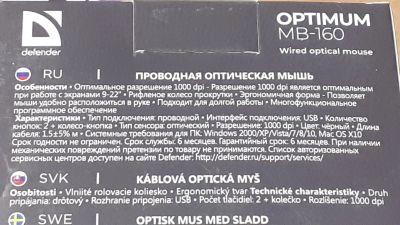 defender
OPTIMUM
MB-160
Wired optical mouse
RU
ПРОВОДНАЯ ОПТИЧЕСКАЯ МЫШЬ
Особенности • Оптимальное разрешение 1000 dpi - Разрешение 1000 dpi является оптимальным
при работе с экранами 9-22" • Рифленое колесо прокрутки • Эргономичная форма - Позволяет мыши
удобно расположиться в руке • Подходит для долгой работы • Многофункциональное
программируемое
Характеристики • Тип подключения: проводной • Интерфейс подключения: USB • Количество
кнопок: 2 + колесо-кнопка • Тип сенсора: оптический • Разрешение: 1000 dpi • Цвет: чёрный • Длина
кабеля: 1.5±5% м • Системные требования для ПК: Windows 2000/XP/Vista/7/8/10, Mac OS X10
Срок годности не ограничен. Срок службы: 6 месяцев. Гарантийный срок: 6 месяцев. При наличии
механических повреждений претензии по товару не принимаются. Список авторизованных
сервисных центров доступен на сайте Defender: http://defender.ru/support/services/
SVK
KÁBLOVÁ OPTICKÁ MYŠ
Osobitosti • Vlniité rolovacie koliesko • Ergonomický tvar Technické charakteristiky • Druh
pripájania: drôtový • Rozhranie pripojenia: USB • Počet tlačidiel: 2 + kolečko • Rozlíšenie: 1000 dpi
SWE
OPTISK MUS MED SLADD